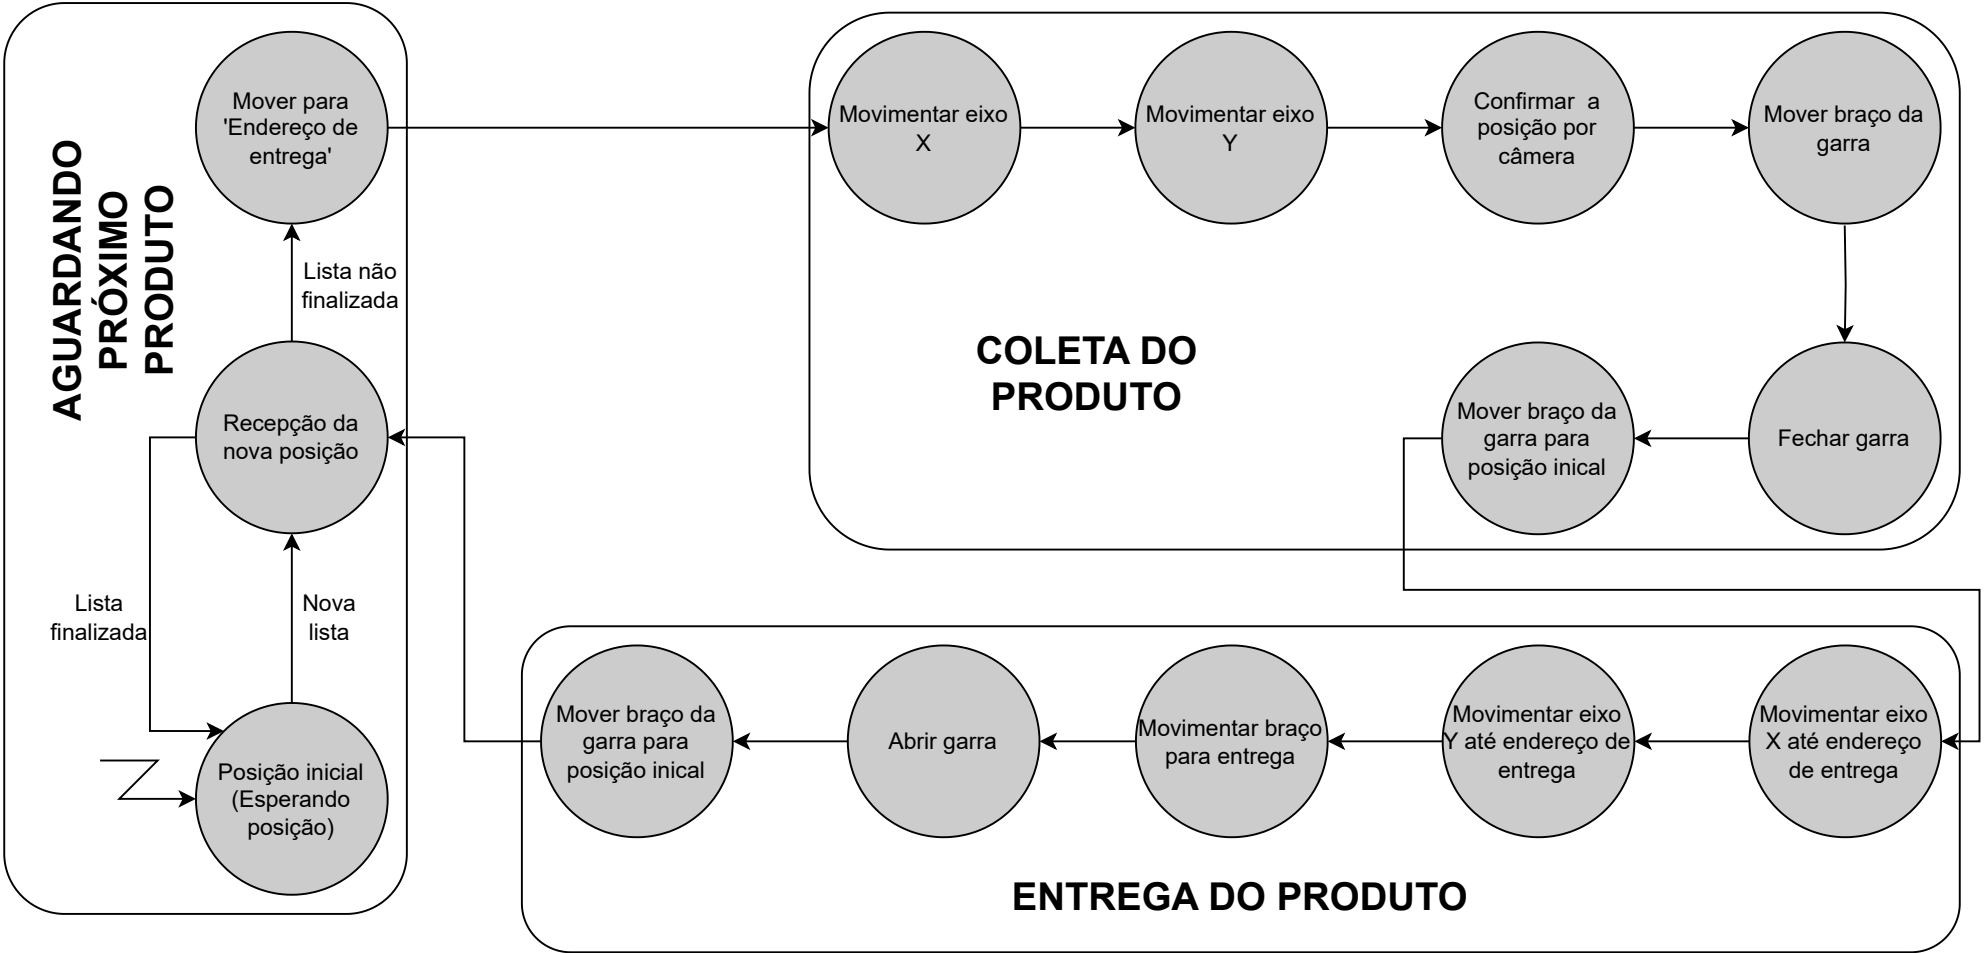 AGUARDANDO
PRÓXIMO
PRODUTO
Mover para
'Endereço de
entrega'
Lista não
finalizada
Recepção da
nova posição
Lista
finalizada
Nova
lista
Posição inicial
(Esperando
posição)
Movimentar eixo
X
Movimentar eixo
Y
Confirmar a
posição por
câmera
Mover braço da
garra
COLETA DO
PRODUTO
Mover braço da
garra para
posição inical
Fechar garra
Mover braço da
garra para
posição inical
Abrir garra
Movimentar braço
para entrega
Movimentar eixo
Y até endereço de
entrega
Movimentar eixo
X até endereço
de entrega
ENTREGA DO PRODUTO